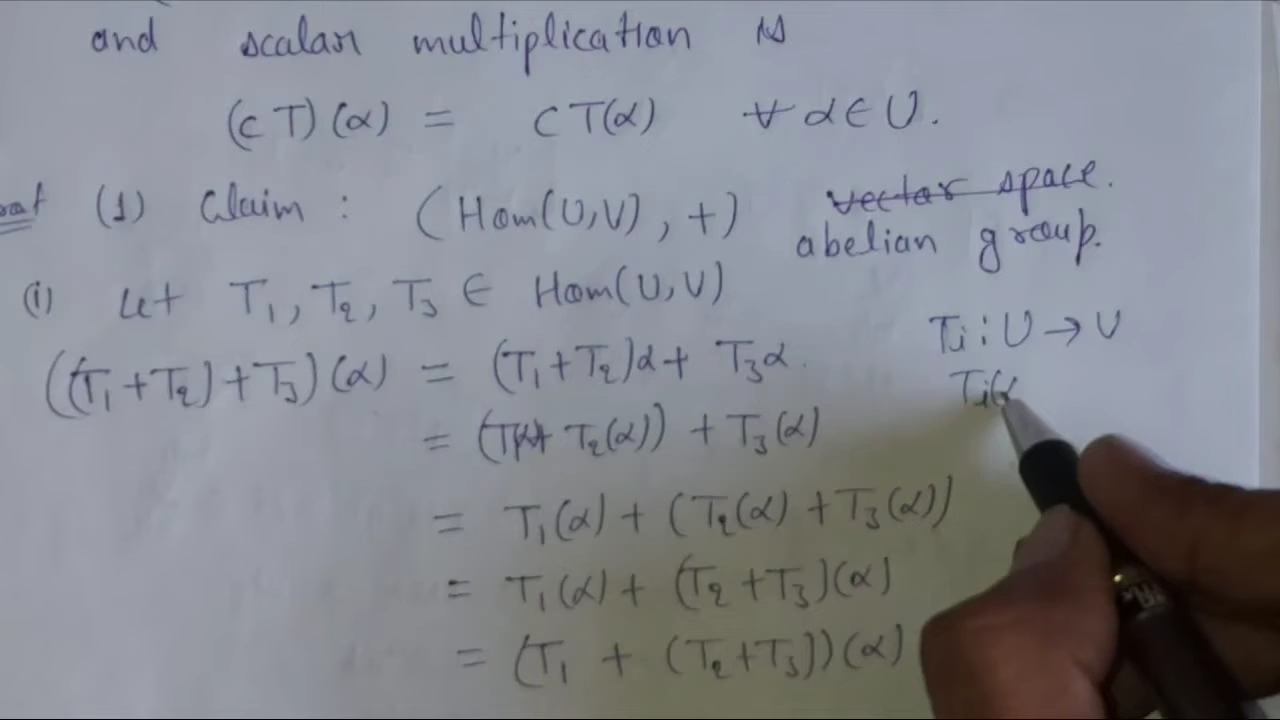 and scalar multiplication is
(cT)(α) = cT(α) ∀ α∈U.
(1) Claim : (Hom(U,V), +) vector space.
abelian group.
(i) Let T₁, T₂, T₃ ∈ Hom(U,V)
Ti : U → V
((T₁+T₂)+T₃)(α) = (T₁+T₂)α + T₃α.
Ti(α
= (T₁(α)+ T₂(α)) + T₃(α)
= T₁(α) + (T₂(α) + T₃(α))
= T₁(α) + (T₂ + T₃)(α)
= (T₁ + (T₂+T₃))(α)